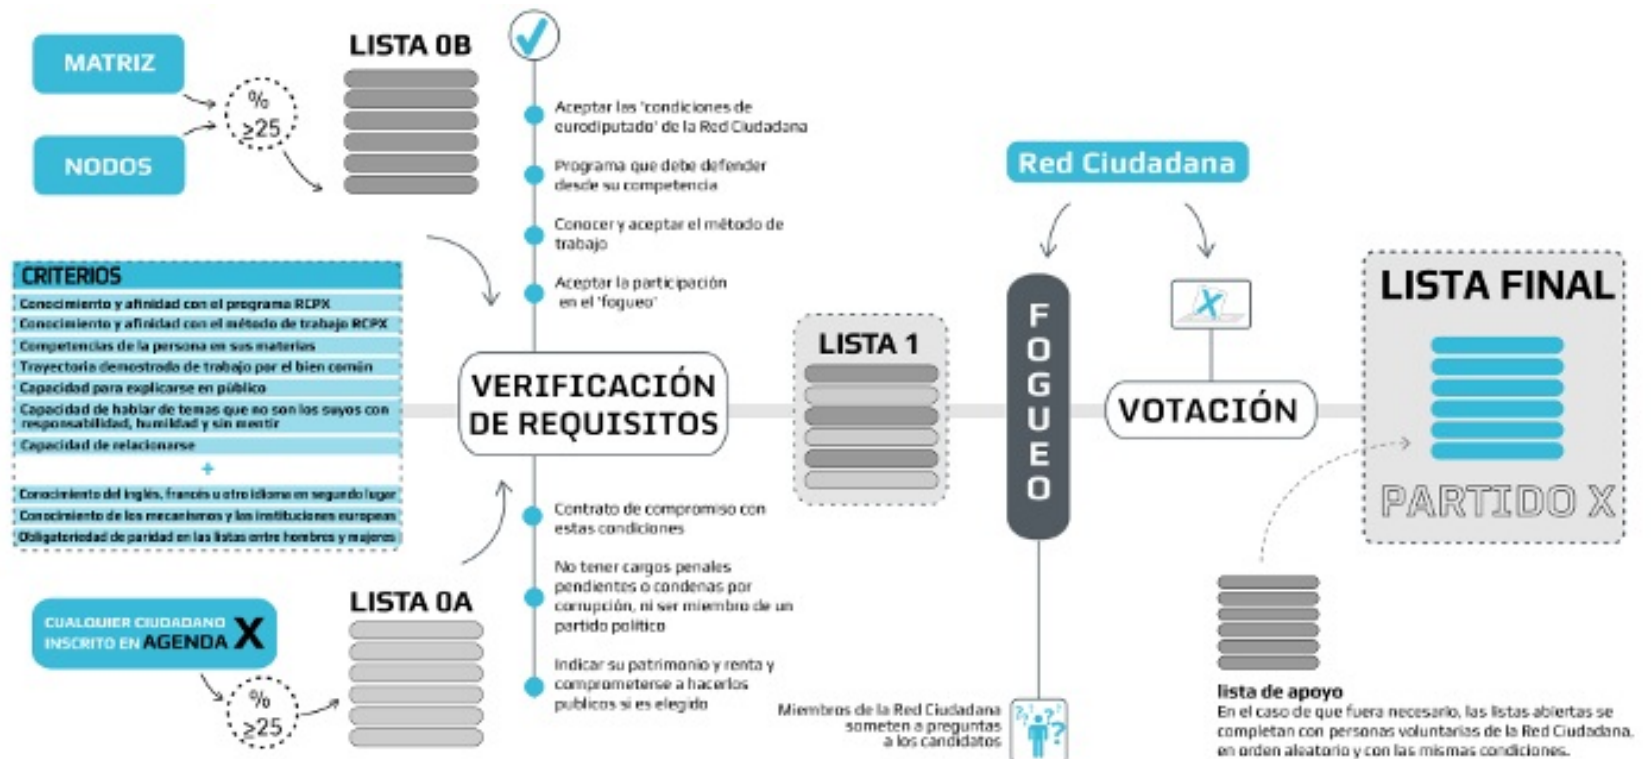 MATRIZ
NODOS
%
≥25
LISTA 0B
Aceptar las 'condiciones de
eurodiputado' de la Red Ciudadana
Programa que debe defender
desde su competencia
Conocer y aceptar el método de
trabajo
Aceptar la participación
en el 'fogueo'
CRITERIOS
Conocimiento y afinidad con el programa RCPX
Conocimiento y afinidad con el método de trabajo RCPX
Competencias de la persona en sus materias
Trayectoria demostrada de trabajo por el bien común
Capacidad para explicarse en público
Capacidad de hablar de temas que no son los suyos con
responsabilidad, humildad y sin mentir
Capacidad de relacionarse
+
Conocimiento del inglés, francés u otro idioma en segundo lugar
Conocimiento de los mecanismos y las instituciones europeas
Obligatoriedad de paridad en las listas entre hombres y mujeres
VERIFICACIÓN
DE REQUISITOS
CUALQUIER CIUDADANO
INSCRITO EN AGENDA X
%
≥25
LISTA 0A
Contrato de compromiso con
estas condiciones
No tener cargos penales
pendientes o condenas por
corrupción, ni ser miembro de un
partido político
Indicar su patrimonio y renta y
comprometerse a hacerlos
publicos si es elegido
LISTA 1
Red Ciudadana
FOGUEO
Miembros de la Red Ciudadana
someten a preguntas
a los candidatos
???
X
VOTACIÓN
LISTA FINAL
PARTIDO X
lista de apoyo
En el caso de que fuera necesario, las listas abiertas se
completan con personas voluntarias de la Red Ciudadana,
en orden aleatorio y con las mismas condiciones.